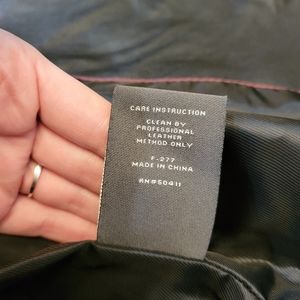 CARE INSTRUCTION
CLEAN BY
PROFESSIONAL
LEATHER
METHOD ONLY
F-277
MADE IN CHINA
RN#50411